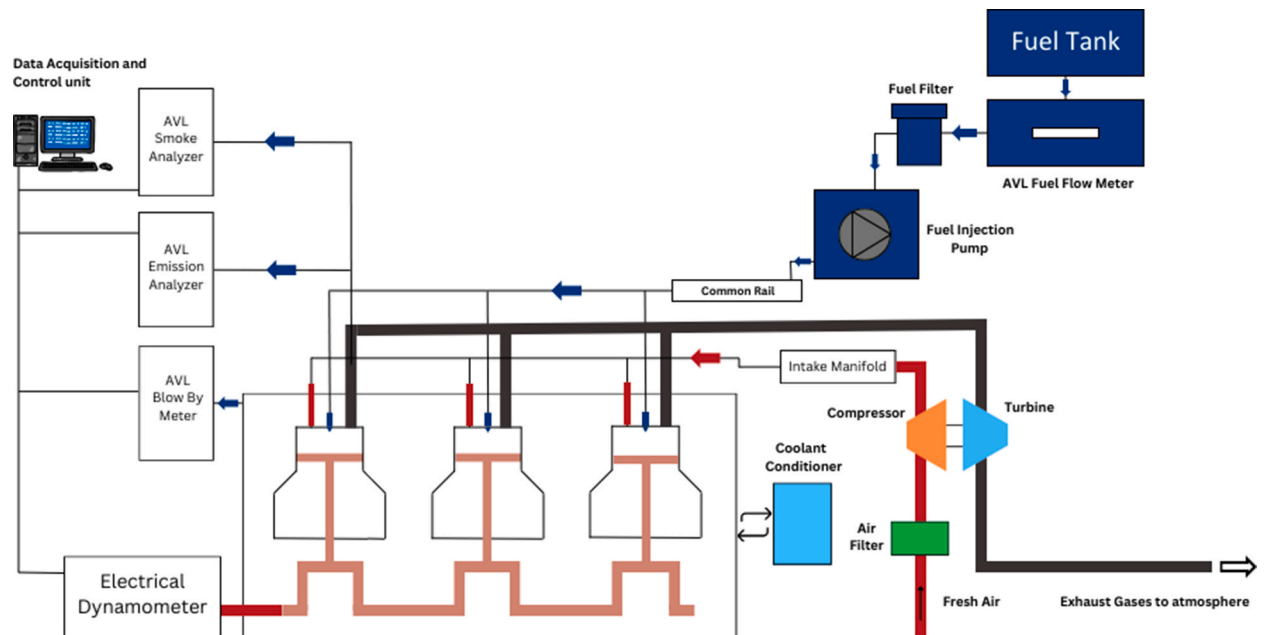 Fuel Tank
Data Acquisition and
Control unit
Fuel Filter
AVL
Smoke
Analyzer
AVL Fuel Flow Meter
Fuel Injection
Pump
AVL
Emission
Analyzer
Common Rail
AVL
Blow By
Meter
Intake Manifold
Compressor
Turbine
Coolant
Conditioner
Air
Filter
Electrical
Dynamometer
Fresh Air
Exhaust Gases to atmosphere